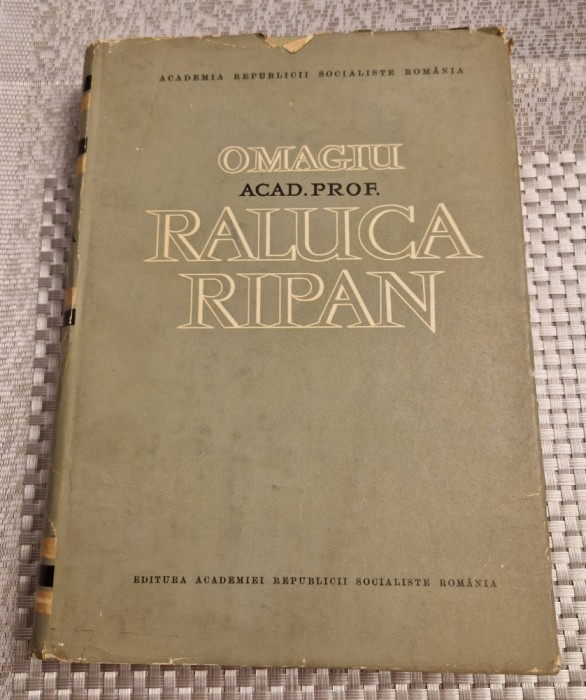 ACADEMIA REPUBLICII SOCIALISTE ROMÂNIA
OMAGIU
ACAD. PROF.
RALUCA
RIPAN
EDITURA ACADEMIEI REPUBLICII SOCIALISTE ROMÂNIA